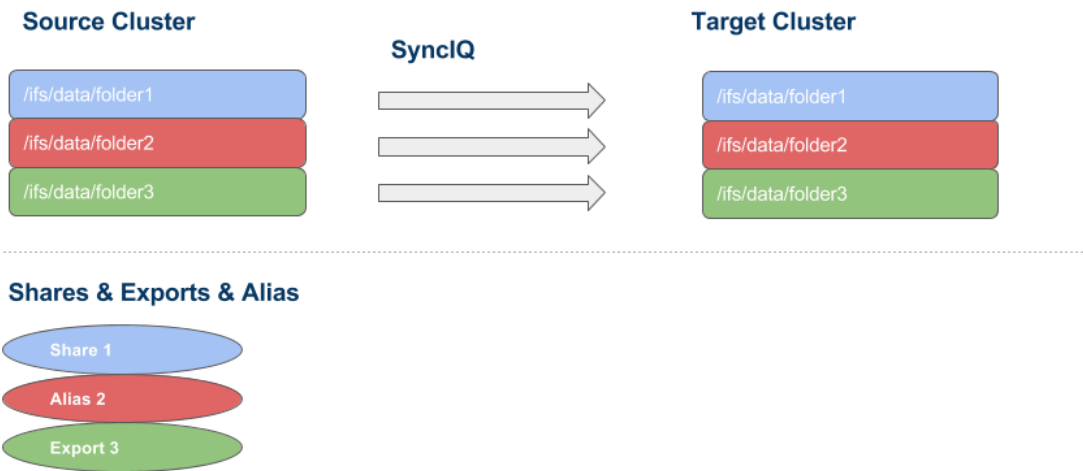 Source Cluster
SyncIQ
Target Cluster
/ifs/data/folder1
/ifs/data/folder2
/ifs/data/folder3
/ifs/data/folder1
/ifs/data/folder2
/ifs/data/folder3
Shares & Exports & Alias
Share 1
Alias 2
Export 3